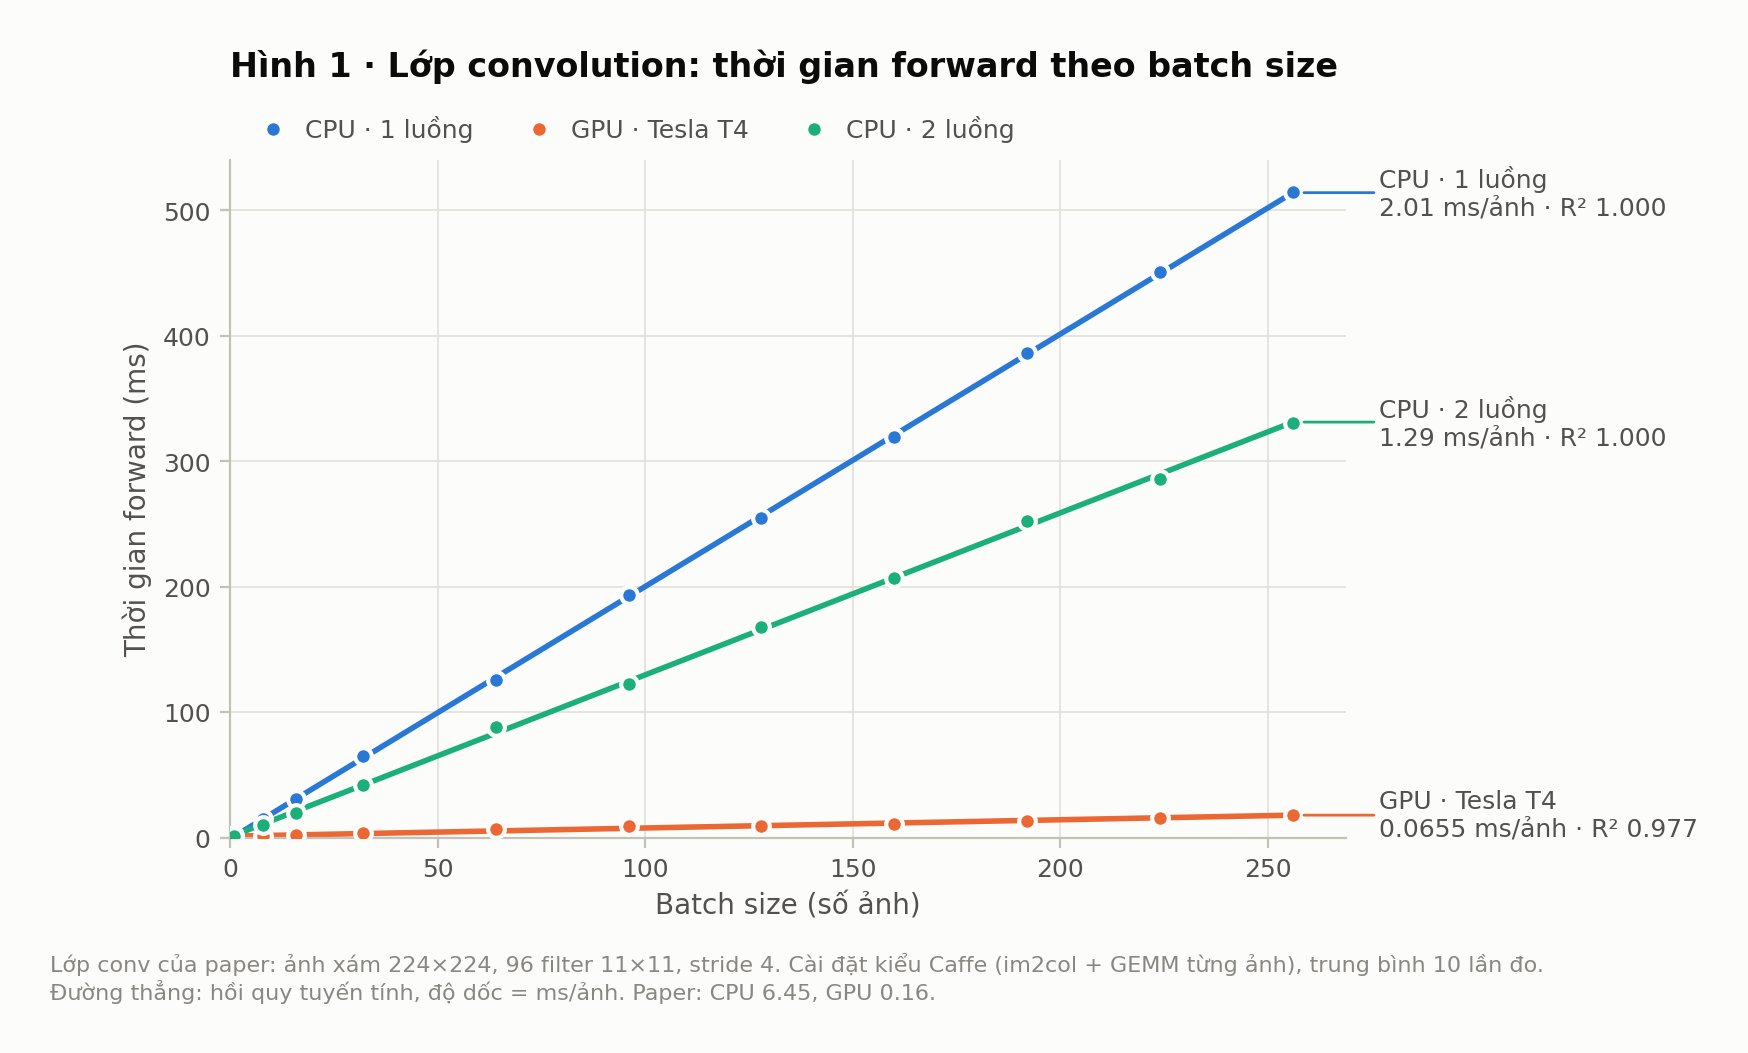 Hình 1 · Lớp convolution: thời gian forward theo batch size
CPU · 1 luồng
GPU · Tesla T4
CPU · 2 luồng
CPU · 1 luồng
2.01 ms/ảnh · R² 1.000
CPU · 2 luồng
1.29 ms/ảnh · R² 1.000
GPU · Tesla T4
0.0655 ms/ảnh · R² 0.977
Thời gian forward (ms)
500
400
300
200
100
0
0
50
100
150
200
250
Batch size (số ảnh)
Lớp conv của paper: ảnh xám 224×224, 96 filter 11×11, stride 4. Cài đặt kiểu Caffe (im2col + GEMM từng ảnh), trung bình 10 lần đo.
Đường thẳng: hồi quy tuyến tính, độ dốc = ms/ảnh. Paper: CPU 6.45, GPU 0.16.